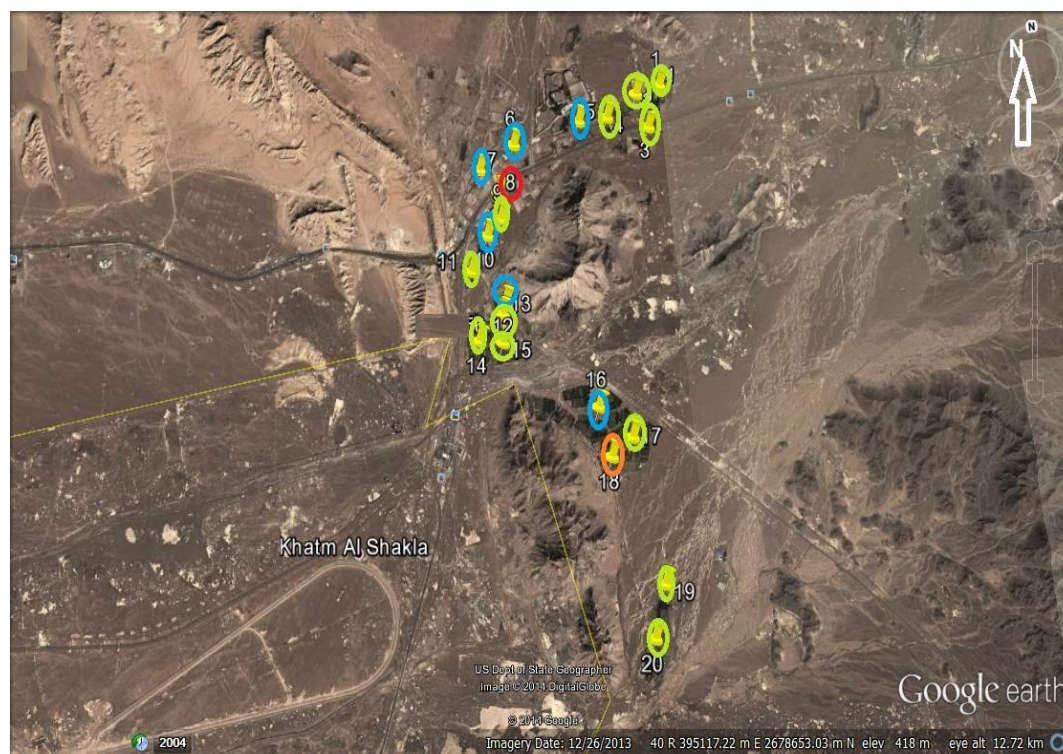 N
N
1
5
4
3
6
7
8
9
10
11
13
12
15
14
16
17
18
19
20
Khatm Al Shakla
US Dept of State Geographer
Image © 2014 DigitalGlobe
© 2014 Google
Google earth
2004
Imagery Date: 12/26/2013 40 R 395117.22 m E 2678653.03 m N elev 418 m eye alt 12.72 km